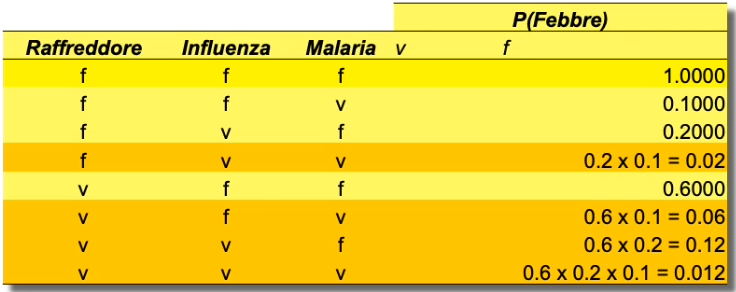 P(Febbre)
Raffreddore Influenza Malaria v f
f f f 1.0000
f f v 0.1000
f v f 0.2000
f v v 0.2 x 0.1 = 0.02
v f f 0.6000
v f v 0.6 x 0.1 = 0.06
v v f 0.6 x 0.2 = 0.12
v v v 0.6 x 0.2 x 0.1 = 0.012